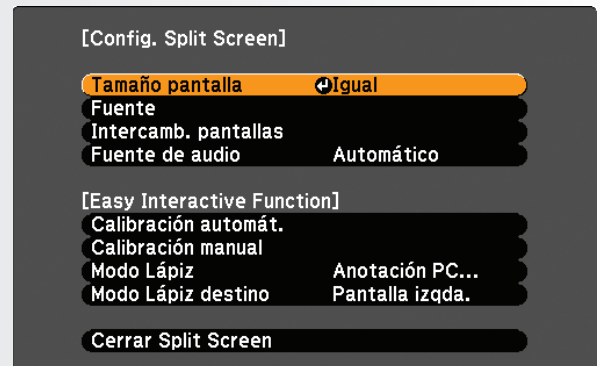 [Config. Split Screen]
Tamaño pantalla Igual
Fuente
Intercamb. pantallas
Fuente de audio Automático
[Easy Interactive Function]
Calibración automát.
Calibración manual
Modo Lápiz Anotación PC...
Modo Lápiz destino Pantalla izqda.
Cerrar Split Screen